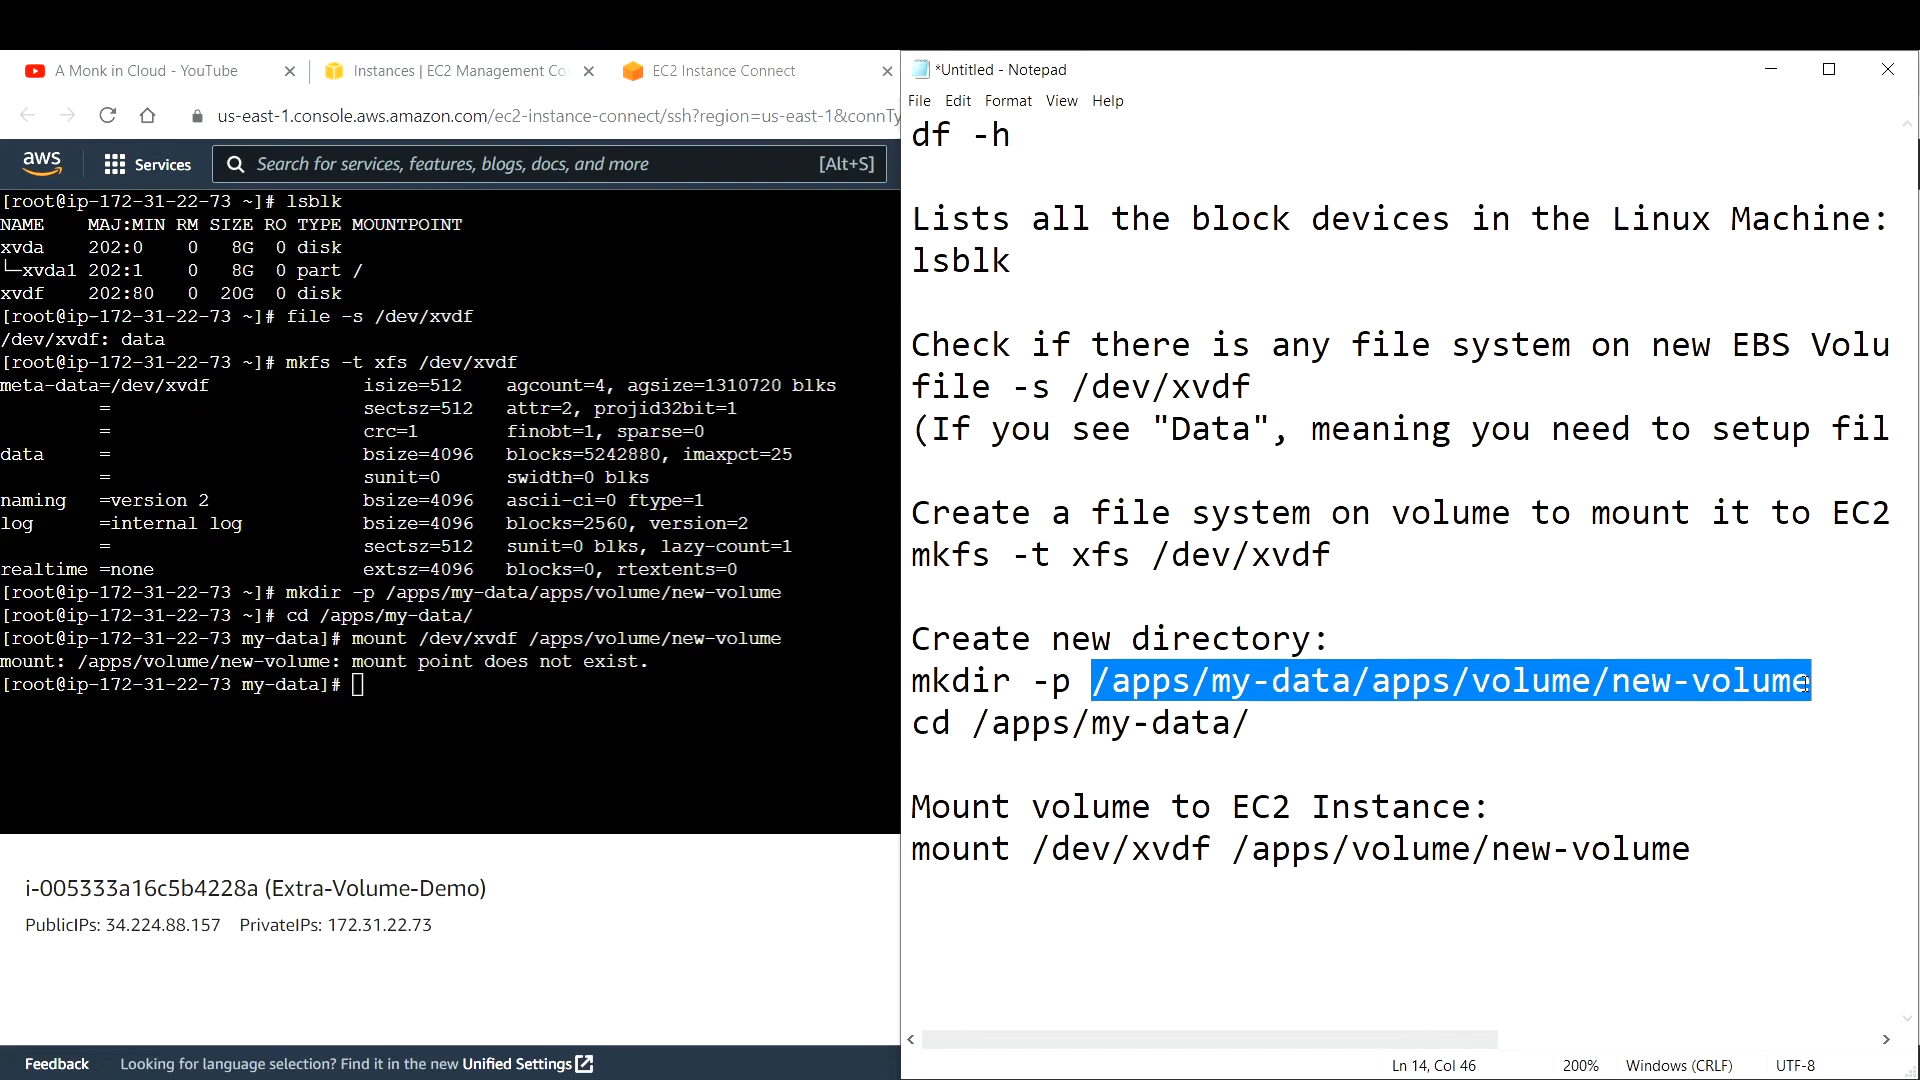 A Monk in Cloud - YouTube
Instances | EC2 Management Co
EC2 Instance Connect
us-east-1.console.aws.amazon.com/ec2-instance-connect/ssh?region=us-east-1&connTy
aws
Services
Search for services, features, blogs, docs, and more [Alt+S]
[root@ip-172-31-22-73 ~]# lsblk
NAME MAJ:MIN RM SIZE RO TYPE MOUNTPOINT
xvda 202:0 0 8G 0 disk
└─xvda1 202:1 0 8G 0 part /
xvdf 202:80 0 20G 0 disk
[root@ip-172-31-22-73 ~]# file -s /dev/xvdf
/dev/xvdf: data
[root@ip-172-31-22-73 ~]# mkfs -t xfs /dev/xvdf
meta-data=/dev/xvdf isize=512 agcount=4, agsize=1310720 blks
= sectsz=512 attr=2, projid32bit=1
= crc=1 finobt=1, sparse=0
data = bsize=4096 blocks=5242880, imaxpct=25
= sunit=0 swidth=0 blks
naming =version 2 bsize=4096 ascii-ci=0 ftype=1
log =internal log bsize=4096 blocks=2560, version=2
= sectsz=512 sunit=0 blks, lazy-count=1
realtime =none extsz=4096 blocks=0, rtextents=0
[root@ip-172-31-22-73 ~]# mkdir -p /apps/my-data/apps/volume/new-volume
[root@ip-172-31-22-73 ~]# cd /apps/my-data/
[root@ip-172-31-22-73 my-data]# mount /dev/xvdf /apps/volume/new-volume
mount: /apps/volume/new-volume: mount point does not exist.
[root@ip-172-31-22-73 my-data]#
i-005333a16c5b4228a (Extra-Volume-Demo)
PublicIPs: 34.224.88.157 PrivateIPs: 172.31.22.73
Feedback Looking for language selection? Find it in the new Unified Settings
*Untitled - Notepad
File Edit Format View Help
df -h
Lists all the block devices in the Linux Machine:
lsblk
Check if there is any file system on new EBS Volu
file -s /dev/xvdf
(If you see "Data", meaning you need to setup fil
Create a file system on volume to mount it to EC2
mkfs -t xfs /dev/xvdf
Create new directory:
mkdir -p /apps/my-data/apps/volume/new-volume
cd /apps/my-data/
Mount volume to EC2 Instance:
mount /dev/xvdf /apps/volume/new-volume
Ln 14, Col 46 200% Windows (CRLF) UTF-8